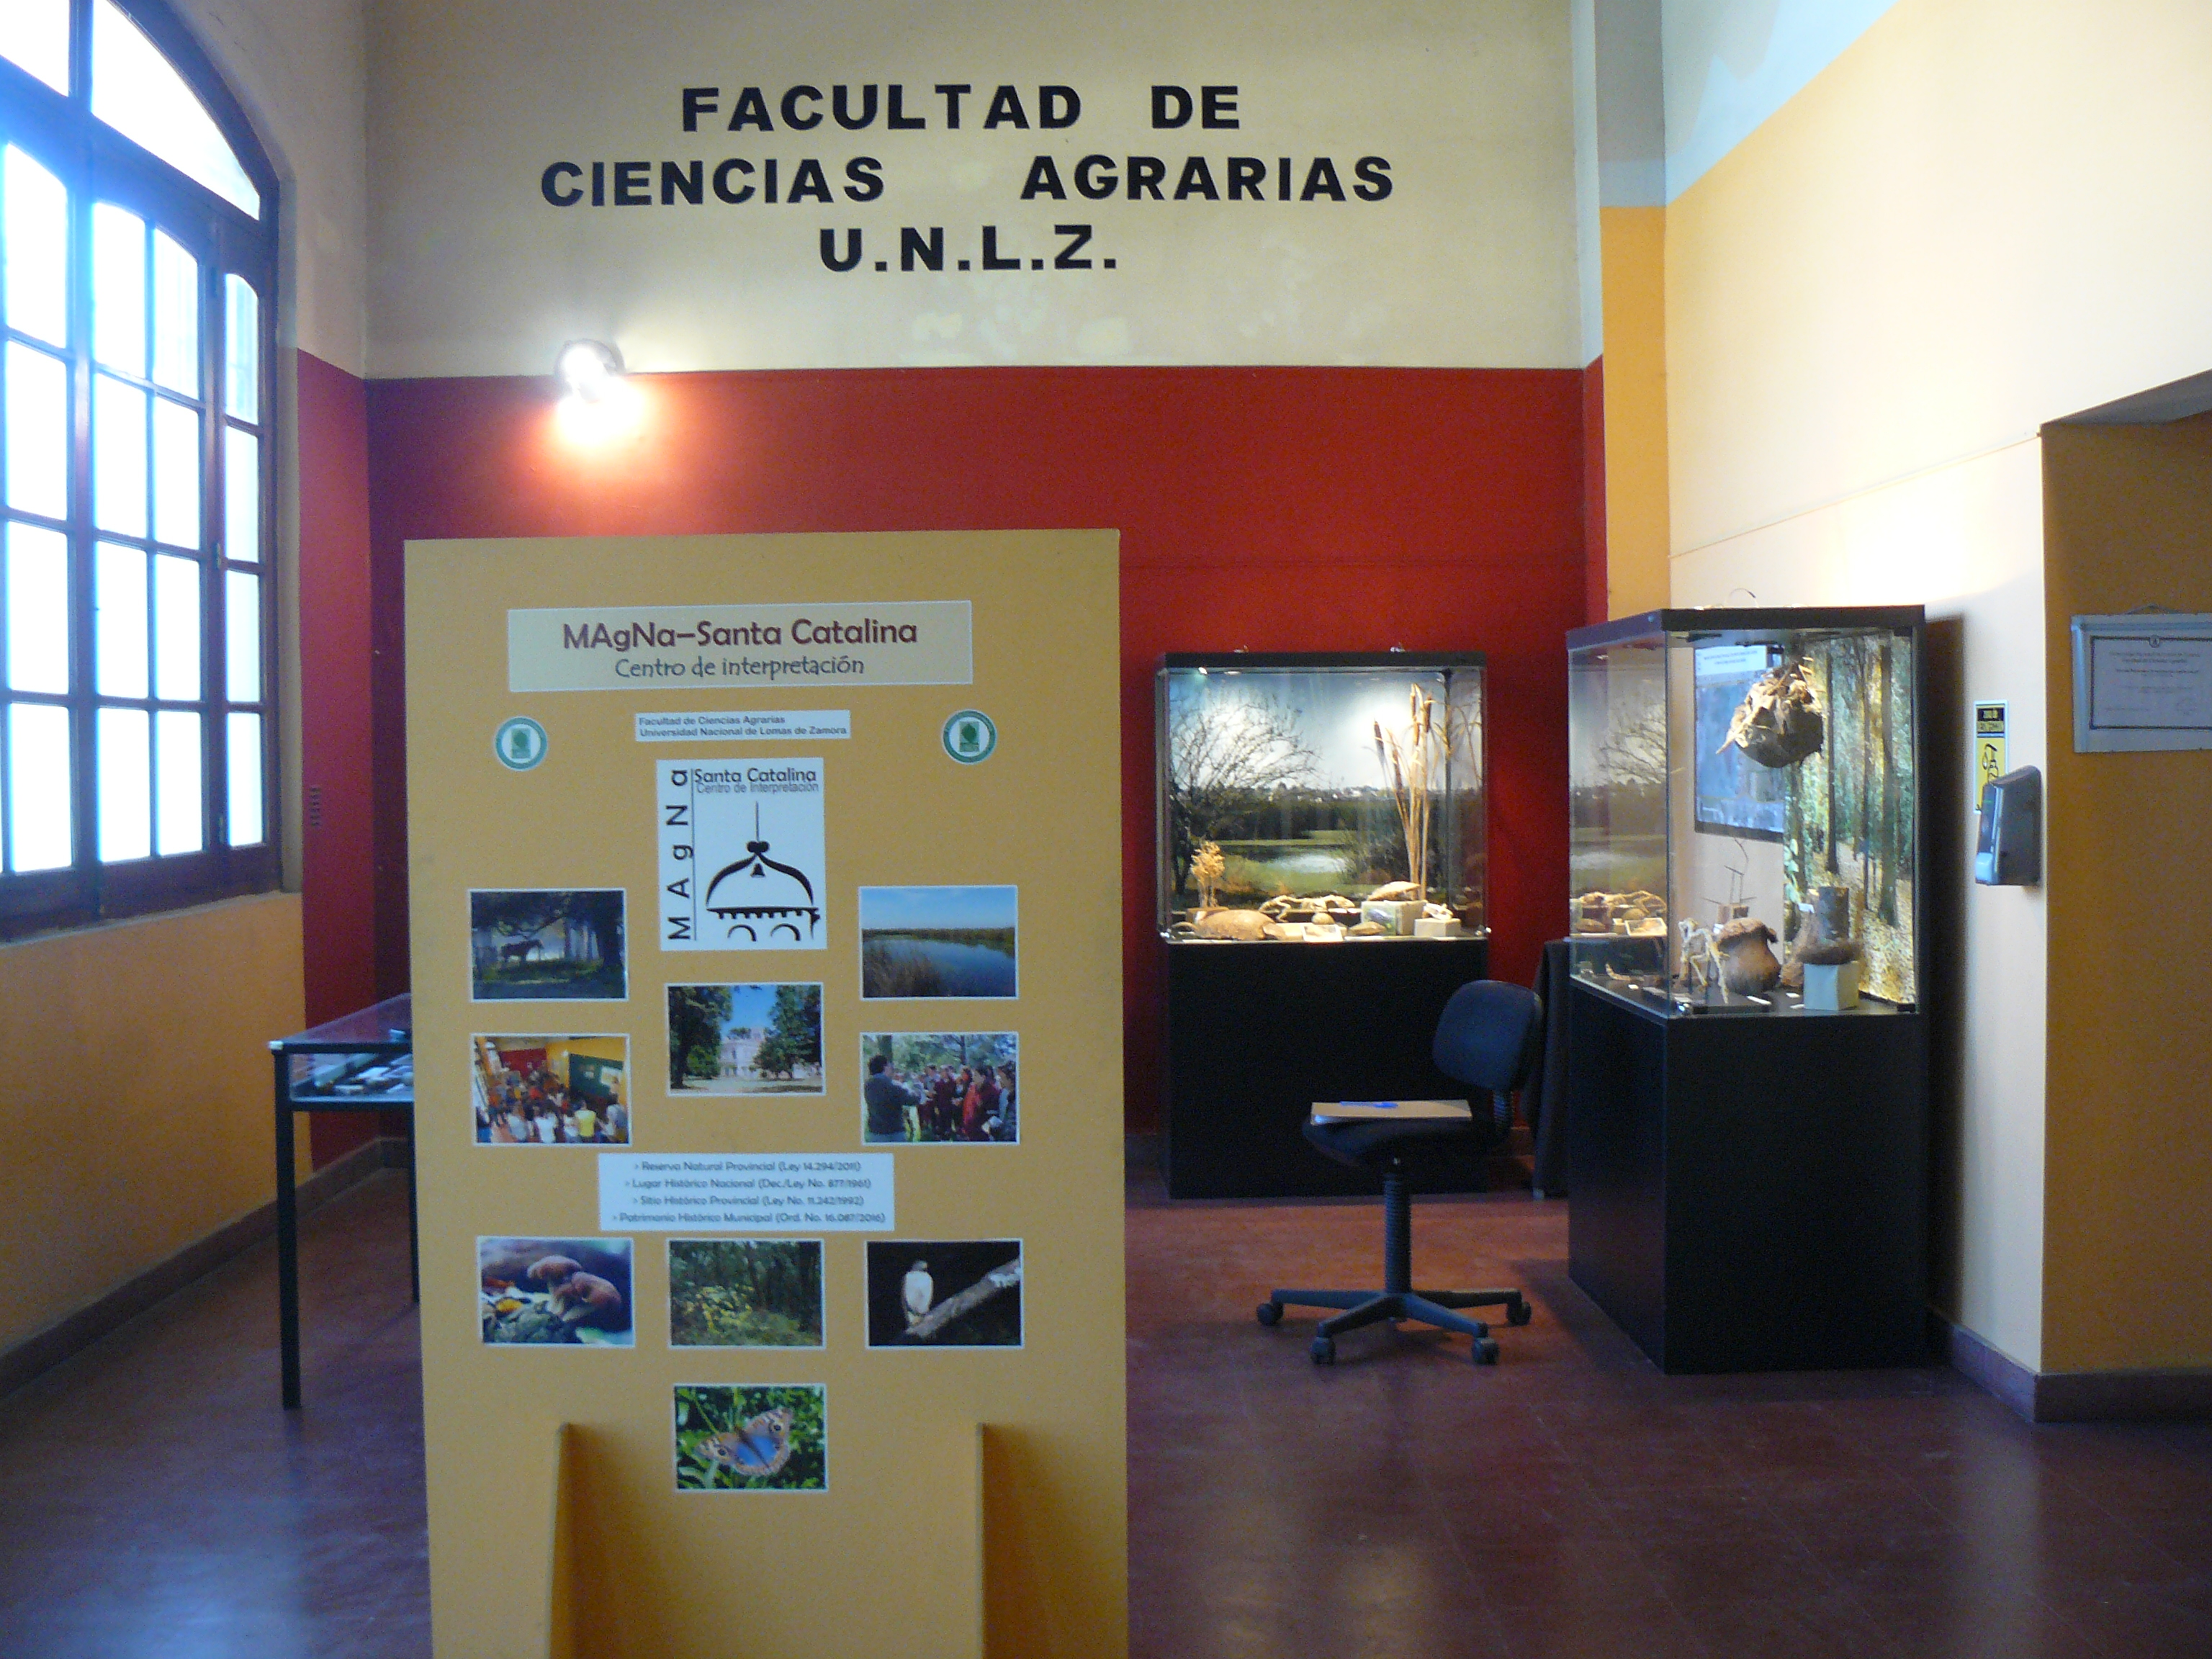 FACULTAD DE
CIENCIAS AGRARIAS
U.N.L.Z.
MAgNa–Santa Catalina
Centro de interpretación
Facultad de Ciencias Agrarias
Universidad Nacional de Lomas de Zamora
MAgNa
Santa Catalina
Centro de Interpretación
> Reserva Natural Provincial (Ley 14.294/2011)
> Lugar Histórico Nacional (Dec./Ley No. 877/1961)
> Sitio Histórico Provincial (Ley No. 11.242/1992)
> Patrimonio Histórico Municipal (Ord. No. 16.087/2016)